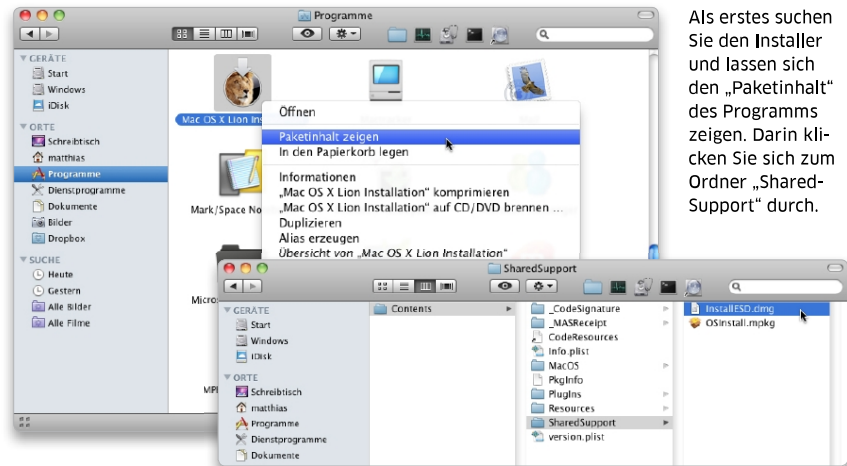 Programme
GERÄTE
Start
Windows
iDisk
ORTE
Schreibtisch
matthias
Programme
Dienstprogramme
Dokumente
Bilder
Dropbox
SUCHE
Heute
Gestern
Alle Bilder
Alle Filme
Mac OS X Lion Ins
Mark/Space No
Micro
MP
Öffnen
Paketinhalt zeigen
In den Papierkorb legen
Informationen
„Mac OS X Lion Installation“ komprimieren
„Mac OS X Lion Installation“ auf CD/DVD brennen ...
Duplizieren
Alias erzeugen
Übersicht von „Mac OS X Lion Installation“
SharedSupport
GERÄTE
Start
Windows
iDisk
ORTE
Schreibtisch
matthias
Programme
Dienstprogramme
Dokumente
Contents
_CodeSignature
_MASReceipt
CodeResources
Info.plist
MacOS
PkgInfo
PlugIns
Resources
SharedSupport
version.plist
InstallESD.dmg
OSInstall.mpkg
Als erstes suchen
Sie den Installer
und lassen sich
den „Paketinhalt“
des Programms
zeigen. Darin kli-
cken Sie sich zum
Ordner „Shared-
Support“ durch.